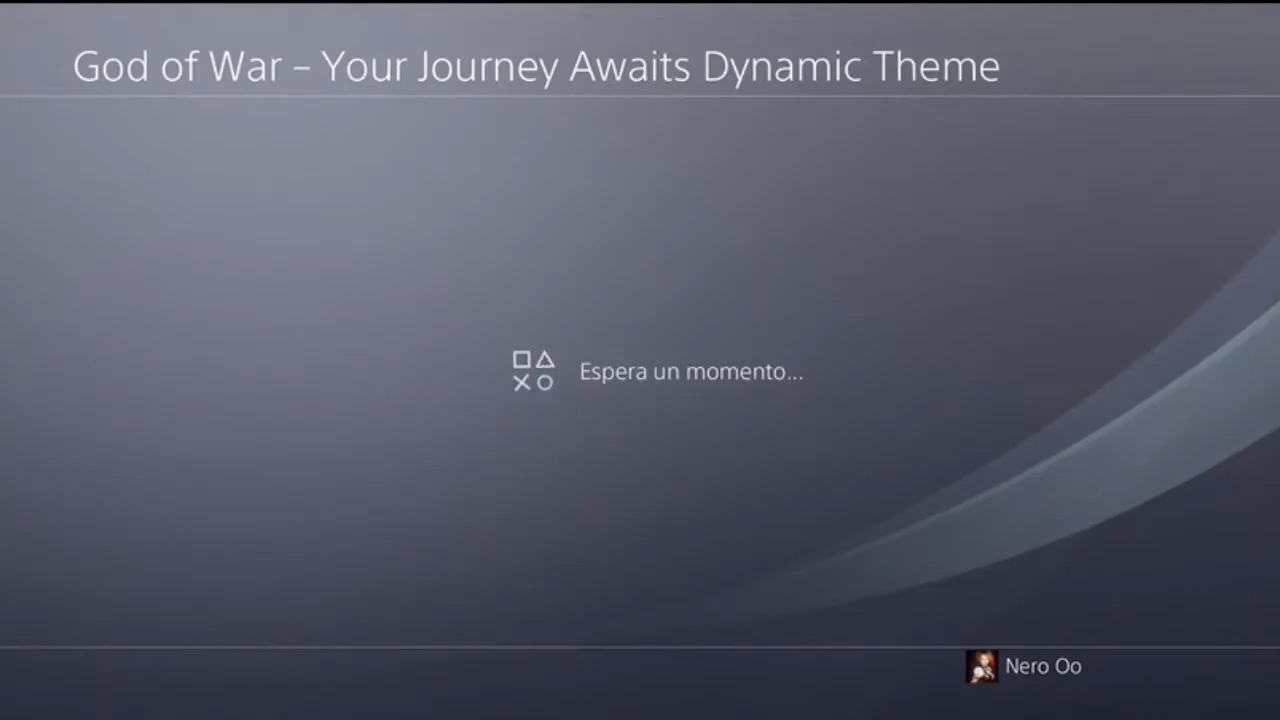 God of War – Your Journey Awaits Dynamic Theme
Espera un momento...
Nero Oo